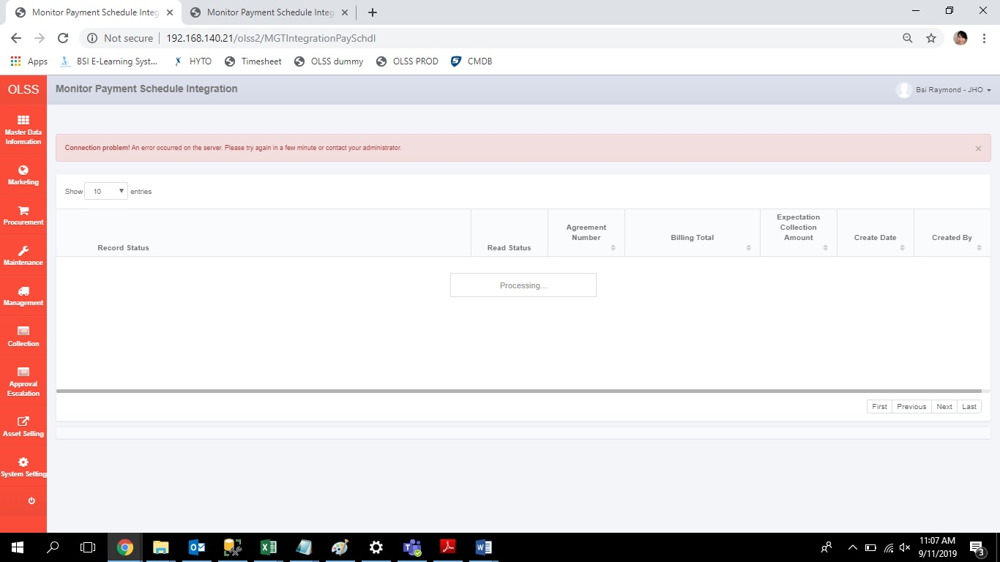 Monitor Payment Schedule Integ
Monitor Payment Schedule Integ
Not secure 192.168.140.21/olss2/MGTIntegrationPaySchdl
Apps BSI E-Learning Syst... HYTO Timesheet OLSS dummy OLSS PROD CMDB
OLSS
Monitor Payment Schedule Integration
Bsi Raymond - JHO
Master Data
Information
Marketing
Procurement
Maintenance
Management
Collection
Approval
Escalation
Asset Selling
System Setting
Connection problem! An error occurred on the server. Please try again in a few minute or contact your administrator. ×
Show 10 entries
Record Status
Read Status
Agreement
Number
Billing Total
Expectation
Collection
Amount
Create Date
Created By
Processing...
First Previous Next Last
11:07 AM
9/11/2019
3